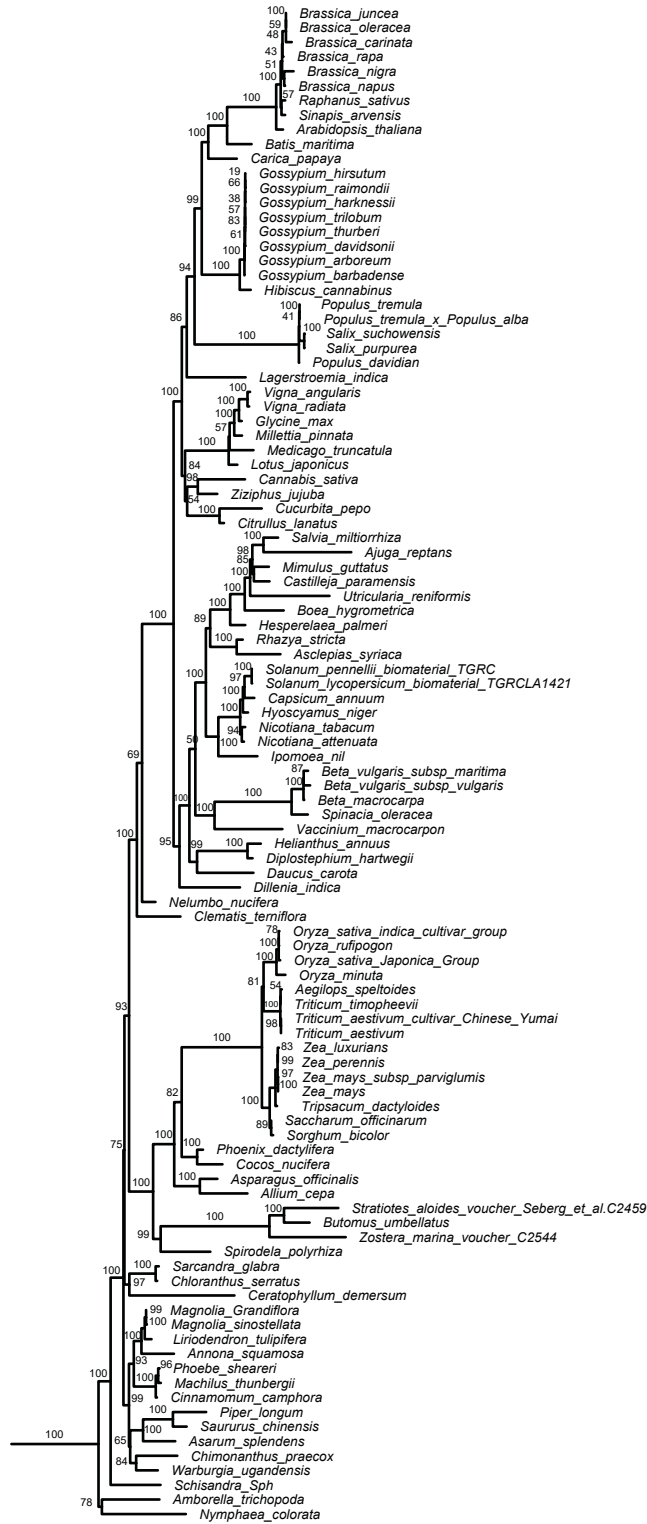 100 Brassica_juncea
59 Brassica_oleracea
48 Brassica_carinata
43 Brassica_rapa
51 Brassica_nigra
100 Brassica_napus
57 Raphanus_sativus
100 Sinapis_arvensis
Arabidopsis_thaliana
100 Batis_maritima
100 Carica_papaya
19 Gossypium_hirsutum
66 Gossypium_raimondii
38 Gossypium_harknessii
99 57 Gossypium_trilobum
83 Gossypium_thurberi
61 Gossypium_davidsonii
100 Gossypium_arboreum
94 100 Gossypium_barbadense
Hibiscus_cannabinus
100 Populus_tremula
86 41 Populus_tremula_x_Populus_alba
100 Salix_suchowensis
100 Salix_purpurea
Populus_davidian
Lagerstroemia_indica
100 100 Vigna_angularis
100 Vigna_radiata
100 Glycine_max
57 Millettia_pinnata
100 Medicago_truncatula
84 Lotus_japonicus
98 Cannabis_sativa
54 Ziziphus_jujuba
100 Cucurbita_pepo
Citrullus_lanatus
100 Salvia_miltiorrhiza
98 Ajuga_reptans
85 Mimulus_guttatus
100 Castilleja_paramensis
100 Utricularia_reniformis
100 Boea_hygrometrica
100 89 Hesperelaea_palmeri
100 Rhazya_stricta
Asclepias_syriaca
100 Solanum_pennellii_biomaterial_TGRC
100 97 Solanum_lycopersicum_biomaterial_TGRCLA1421
100 Capsicum_annuum
Hyoscyamus_niger
94 Nicotiana_tabacum
50 100 Nicotiana_attenuata
69 Ipomoea_nil
87 Beta_vulgaris_subsp_maritima
100 Beta_vulgaris_subsp_vulgaris
100 100 Beta_macrocarpa
Spinacia_oleracea
100 Vaccinium_macrocarpon
95 100 Helianthus_annuus
99 Diplostephium_hartwegii
Daucus_carota
Dillenia_indica
Nelumbo_nucifera
Clematis_terniflora
78 Oryza_sativa_indica_cultivar_group
100 Oryza_rufipogon
100 Oryza_sativa_Japonica_Group
81 Oryza_minuta
54 Aegilops_speltoides
93 100 Triticum_timopheevii
98 Triticum_aestivum_cultivar_Chinese_Yumai
100 Triticum_aestivum
83 Zea_luxurians
99 Zea_perennis
97 Zea_mays_subsp_parviglumis
82 100 Zea_mays
100 Tripsacum_dactyloides
89 Saccharum_officinarum
Sorghum_bicolor
75 100 100 Phoenix_dactylifera
Cocos_nucifera
100 Asparagus_officinalis
Allium_cepa
100 Stratiotes_aloides_voucher_Seberg_et_al.C2459
100 Butomus_umbellatus
99 Zostera_marina_voucher_C2544
Spirodela_polyrhiza
100 100 Sarcandra_glabra
97 Chloranthus_serratus
Ceratophyllum_demersum
99 Magnolia_Grandiflora
100 Magnolia_sinostellata
100 Liriodendron_tulipifera
93 Annona_squamosa
100 96 Phoebe_sheareri
100 Machilus_thunbergii
99 Cinnamomum_camphora
100 Piper_longum
100 Saururus_chinensis
65 Asarum_splendens
100 84 Chimonanthus_praecox
Warburgia_ugandensis
Schisandra_Sph
78 Amborella_trichopoda
Nymphaea_colorata